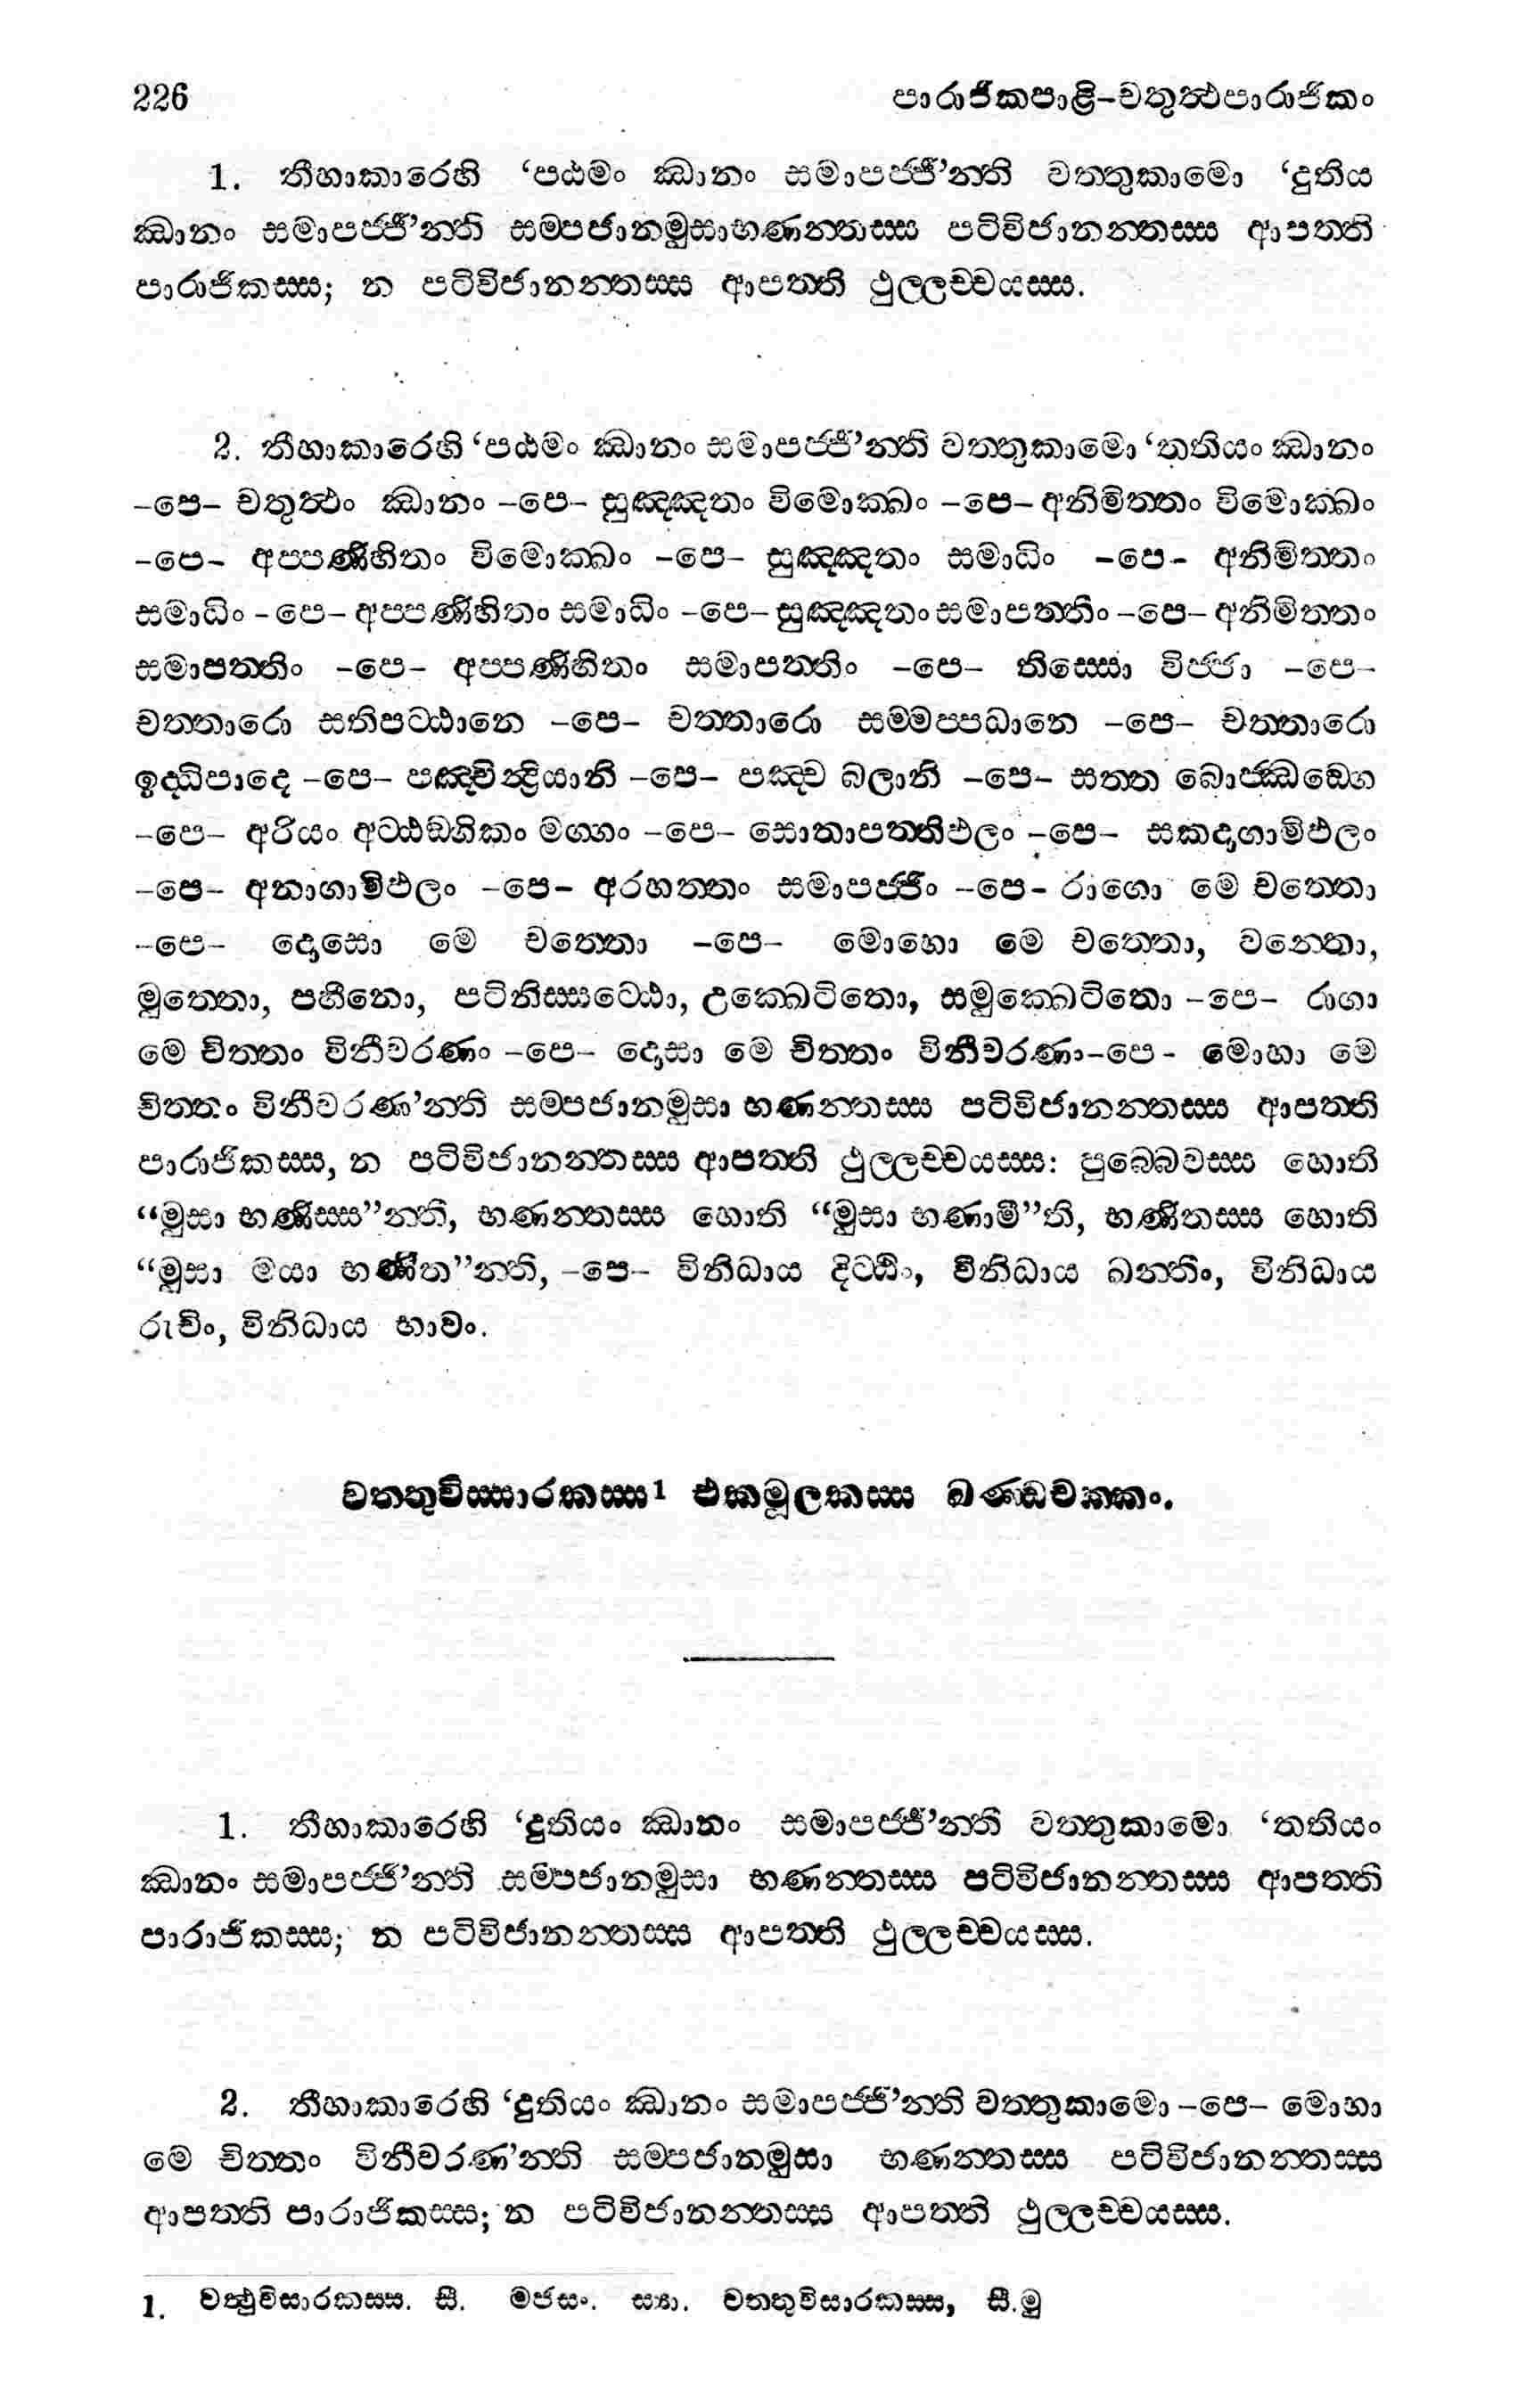 226
පාරාජිකපාළි-චතුත්‍ථපාරාජිකං
1. තීහාකාරෙහි ‘පඨමං ඣානං සමාපජ්ජි’න්ති වත්තුකාමො ‘දුතිය
ඣානං සමාපජ්ජි’න්ති සම්පජානමුසාභණන්තස්ස පටිවිජානන්තස්ස ආපත්ති
පාරාජිකස්ස; න පටිවිජානන්තස්ස ආපත්ති ථුල්ලච්චයස්ස.
2. තීහාකාරෙහි ‘පඨමං ඣානං සමාපජ්ජි’න්ති වත්තුකාමො ‘තතියං ඣානං
-පෙ- චතුත්‍ථං ඣානං -පෙ- සුඤ්ඤතං විමොක්ඛං -පෙ- අනිමිත්තං විමොක්ඛං
-පෙ- අප්පණිහිතං විමොක්ඛං -පෙ- සුඤ්ඤතං සමාධිං -පෙ- අනිමිත්තං
සමාධිං -පෙ- අප්පණිහිතං සමාධිං -පෙ- සුඤ්ඤතං සමාපත්තිං -පෙ- අනිමිත්තං
සමාපත්තිං -පෙ- අප්පණිහිතං සමාපත්තිං -පෙ- තිස්සො විජ්ජා -පෙ-
චත්තාරො සතිපට්ඨානෙ -පෙ- චත්තාරො සම්මප්පධානෙ -පෙ- චත්තාරො
ඉද්ධිපාදෙ -පෙ- පඤ්චින්‍ද්‍රියානි -පෙ- පඤ්ච බලානි -පෙ- සත්ත බොජ්ඣඞ්ගෙ
-පෙ- අරියං අට්ඨඞ්ගිකං මග්ගං -පෙ- සොතාපත්තිඵලං -පෙ- සකදාගාමිඵලං
-පෙ- අනාගාමිඵලං -පෙ- අරහත්තං සමාපජ්ජිං -පෙ- රාගො මෙ චත්තො
-පෙ- දොසො මෙ චත්තො -පෙ- මොහො මෙ චත්තො, වන්තො,
මුත්තො, පහීනො, පටිනිස්සට්ඨො, උක්ඛෙටිතො, සමුක්ඛෙටිතො -පෙ- රාගා
මෙ චිත්තං විනීවරණං -පෙ- දොසා මෙ චිත්තං විනීවරණා-පෙ- මොහා මෙ
චිත්තං විනීවරණ’න්ති සම්පජානමුසා භණන්තස්ස පටිවිජානන්තස්ස ආපත්ති
පාරාජිකස්ස, න පටිවිජානන්තස්ස ආපත්ති ථුල්ලච්චයස්ස: පුබ්බෙවස්ස හොති
“මුසා භණිස්ස”න්ති, භණන්තස්ස හොති “මුසා භණාමී”ති, භණිතස්ස හොති
“මුසා මයා භණිත”න්ති, -පෙ- විනිධාය දිට්ඨිං, විනිධාය ඛන්තිං, විනිධාය
රුචිං, විනිධාය භාවං.
වත්තුවිස්සාරකස්ස1 එකමූලකස්ස ඛණ්ඩචක්කං.
1. තීහාකාරෙහි ‘දුතියං ඣානං සමාපජ්ජි’න්ති වත්තුකාමො ‘තතියං
ඣානං සමාපජ්ජි’න්ති සම්පජානමුසා භණන්තස්ස පටිවිජානන්තස්ස ආපත්ති
පාරාජිකස්ස; න පටිවිජානන්තස්ස ආපත්ති ථුල්ලච්චයස්ස.
2. තීහාකාරෙහි ‘දුතියං ඣානං සමාපජ්ජි’න්ති වත්තුකාමො -පෙ- මොහා
මෙ චිත්තං විනීවරණ’න්ති සම්පජානමුසා භණන්තස්ස පටිවිජානන්තස්ස
ආපත්ති පාරාජිකස්ස; න පටිවිජානන්තස්ස ආපත්ති ථුල්ලච්චයස්ස.
1. වත්‍ථුවිසාරකස්ස. සී. මජසං. ස්‍යා. වත්තුවිසාරකස්ස, සී.මු